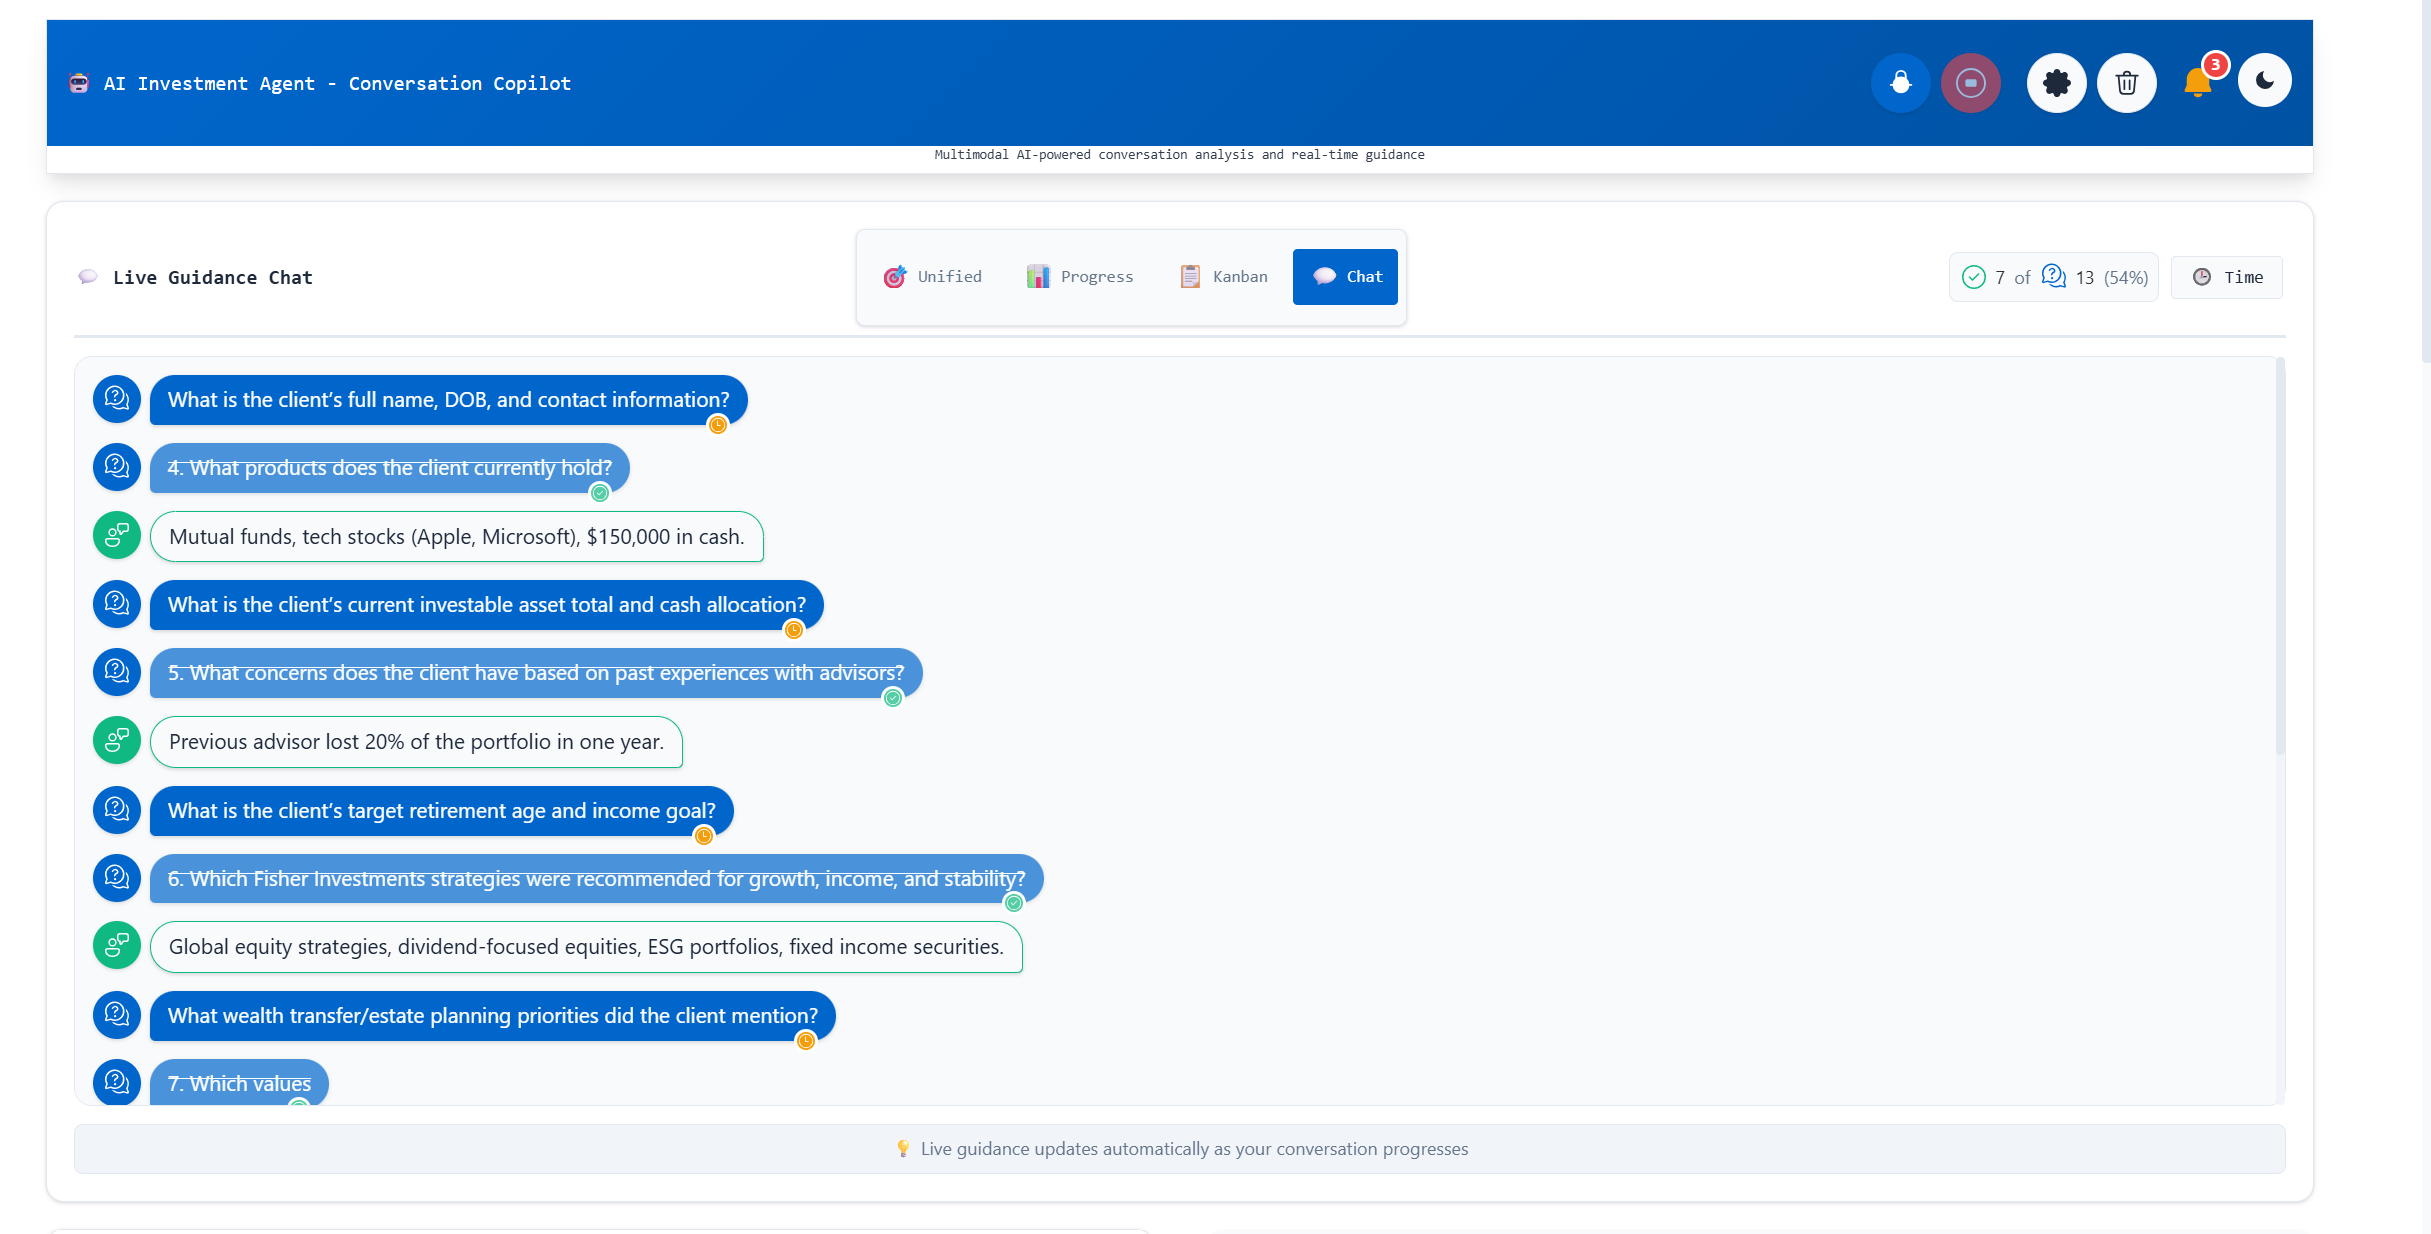 AI Investment Agent - Conversation Copilot
3
Multimodal AI-powered conversation analysis and real-time guidance
Live Guidance Chat
Unified
Progress
Kanban
Chat
7 of 13 (54%)
Time
What is the client’s full name, DOB, and contact information?
4. What products does the client currently hold?
Mutual funds, tech stocks (Apple, Microsoft), $150,000 in cash.
What is the client’s current investable asset total and cash allocation?
5. What concerns does the client have based on past experiences with advisors?
Previous advisor lost 20% of the portfolio in one year.
What is the client’s target retirement age and income goal?
6. Which Fisher Investments strategies were recommended for growth, income, and stability?
Global equity strategies, dividend-focused equities, ESG portfolios, fixed income securities.
What wealth transfer/estate planning priorities did the client mention?
7. Which values
Live guidance updates automatically as your conversation progresses